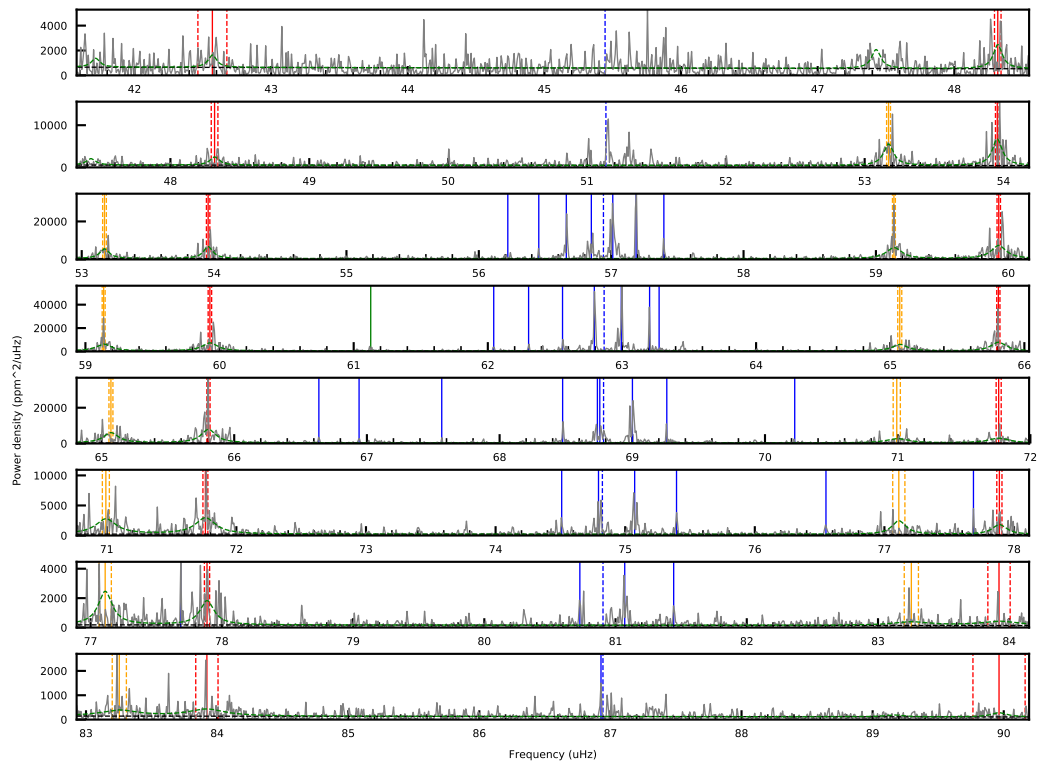 4000
2000
0
42 43 44 45 46 47 48
10000
0
48 49 50 51 52 53 54
20000
0
53 54 55 56 57 58 59 60
40000
20000
0
59 60 61 62 63 64 65 66
20000
0
65 66 67 68 69 70 71 72
10000
5000
0
71 72 73 74 75 76 77 78
4000
2000
0
77 78 79 80 81 82 83 84
2000
1000
0
83 84 85 86 87 88 89 90
Power density (ppm^2/uHz)
Frequency (uHz)